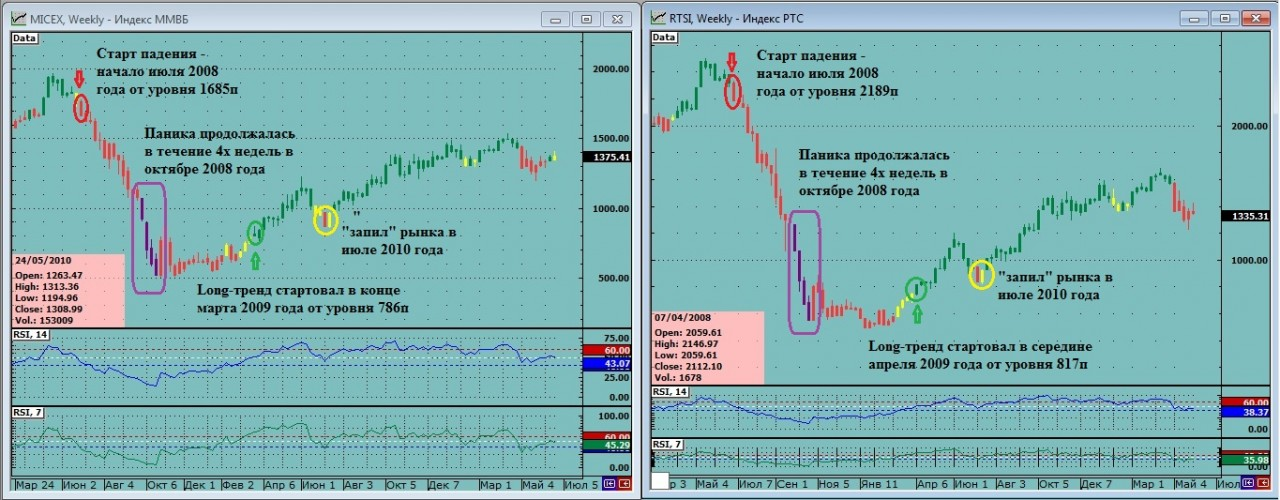 MICEX, Weekly - Индекс ММВБ
Data
Старт падения -
начало июля 2008
года от уровня 1685п
Паника продолжалась
в течение 4х недель в
октябре 2008 года
"
"запил" рынка в
июле 2010 года
Long-тренд стартовал в конце
марта 2009 года от уровня 786п
24/05/2010
Open: 1263.47
High: 1313.36
Low: 1194.96
Close: 1308.99
Vol.: 153009
2000.00
1500.00
1375.41
1000.00
500.00
RSI, 14
75.00
60.00
43.07
25.00
0.00
RSI, 7
100.00
60.00
45.29
0.00
Мар 24 Июн 2 Авг 4 Окт 6 Дек 1 Фев 2 Апр 6 Июн 1 Авг 3 Окт 5 Дек 7 Мар 1 Май 4 Июл 5
RTSI, Weekly - Индекс РТС
Data
Старт падения -
начало июля 2008
года от уровня 2189п
Паника продолжалась
в течение 4х недель в
октябре 2008 года
"запил" рынка в
июле 2010 года
Long-тренд стартовал в середине
апреля 2009 года от уровня 817п
07/04/2008
Open: 2059.61
High: 2146.97
Low: 2059.61
Close: 2112.10
Vol.: 1678
2000.00
1335.31
1000.00
RSI, 14
60.00
38.37
0.00
RSI, 7
35.98
0.00
р 3 Май 4 Июл 7 Сен 1 Ноя 5 Янв 11 Апр 6 Июн 1 Авг 3 Окт 5 Дек 7 Мар 1 Май 4